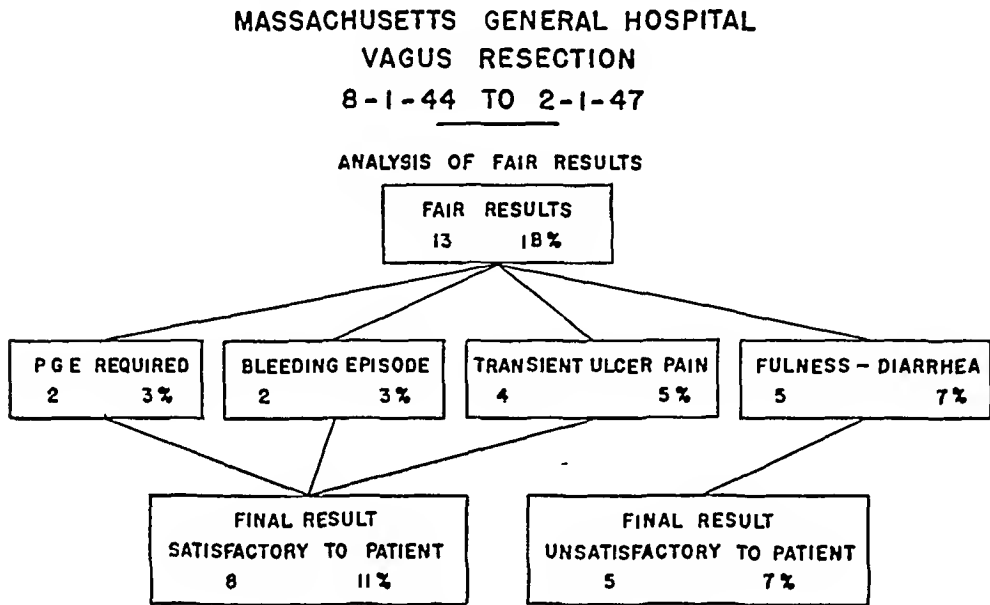 MASSACHUSETTS GENERAL HOSPITAL
VAGUS RESECTION
8-1-44 TO 2-1-47
ANALYSIS OF FAIR RESULTS
FAIR RESULTS
13 18%
PGE REQUIRED
2 3%
BLEEDING EPISODE
2 3%
TRANSIENT ULCER PAIN
4 5%
FULNESS - DIARRHEA
5 7%
FINAL RESULT
SATISFACTORY TO PATIENT
8 11%
FINAL RESULT
UNSATISFACTORY TO PATIENT
5 7%